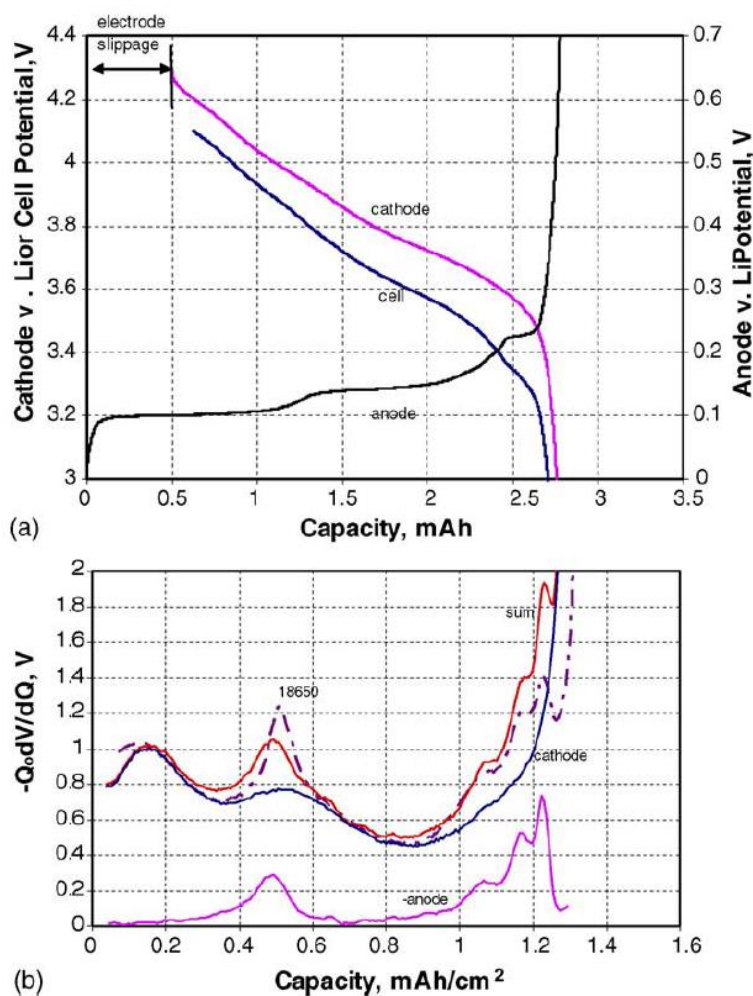 electrode
slippage
4.4
4.2
4
3.8
3.6
3.4
3.2
3
Cathode v . Lior Cell Potential,V
cathode
cell
anode
0.7
0.6
0.5
0.4
0.3
0.2
0.1
0
Anode v. LiPotential, V
0 0.5 1 1.5 2 2.5 3 3.5
(a) Capacity, mAh
2
1.8
1.6
1.4
1.2
1
0.8
0.6
0.4
0.2
0
-Q₀dV/dQ, V
sum
18650
cathode
-anode
0 0.2 0.4 0.6 0.8 1 1.2 1.4 1.6
(b) Capacity, mAh/cm²